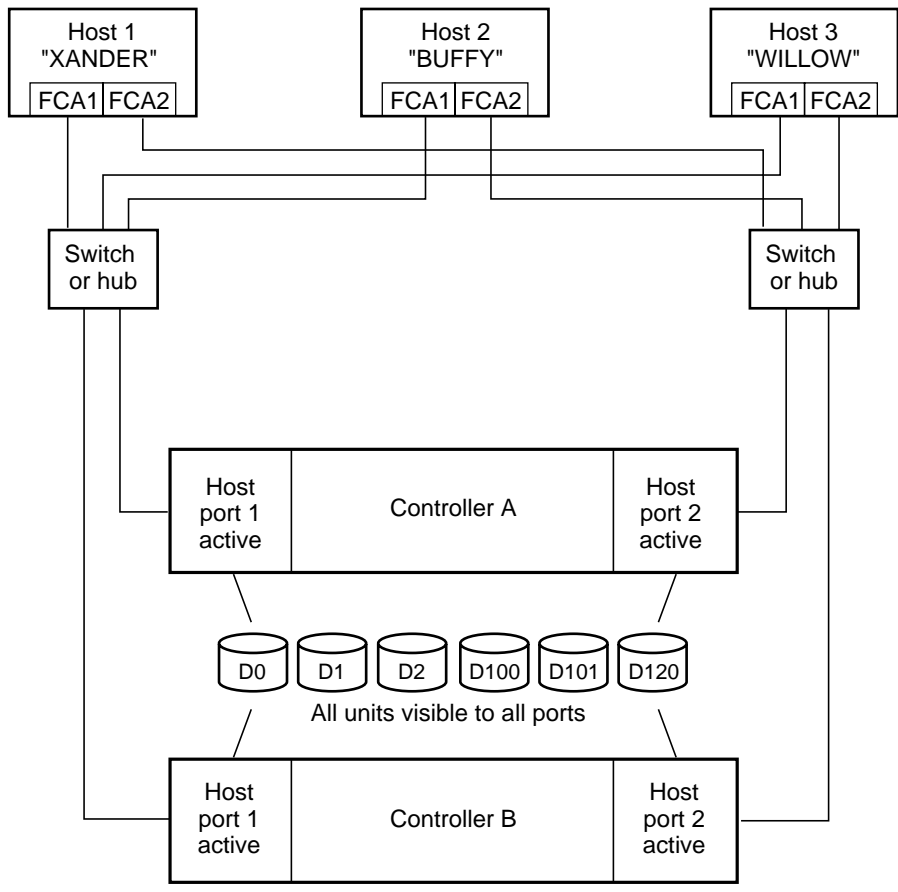 Host 1
"XANDER"
FCA1 FCA2
Host 2
"BUFFY"
FCA1 FCA2
Host 3
"WILLOW"
FCA1 FCA2
Switch
or hub
Switch
or hub
Host
port 1
active
Controller A
Host
port 2
active
D0 D1 D2 D100 D101 D120
All units visible to all ports
Host
port 1
active
Controller B
Host
port 2
active